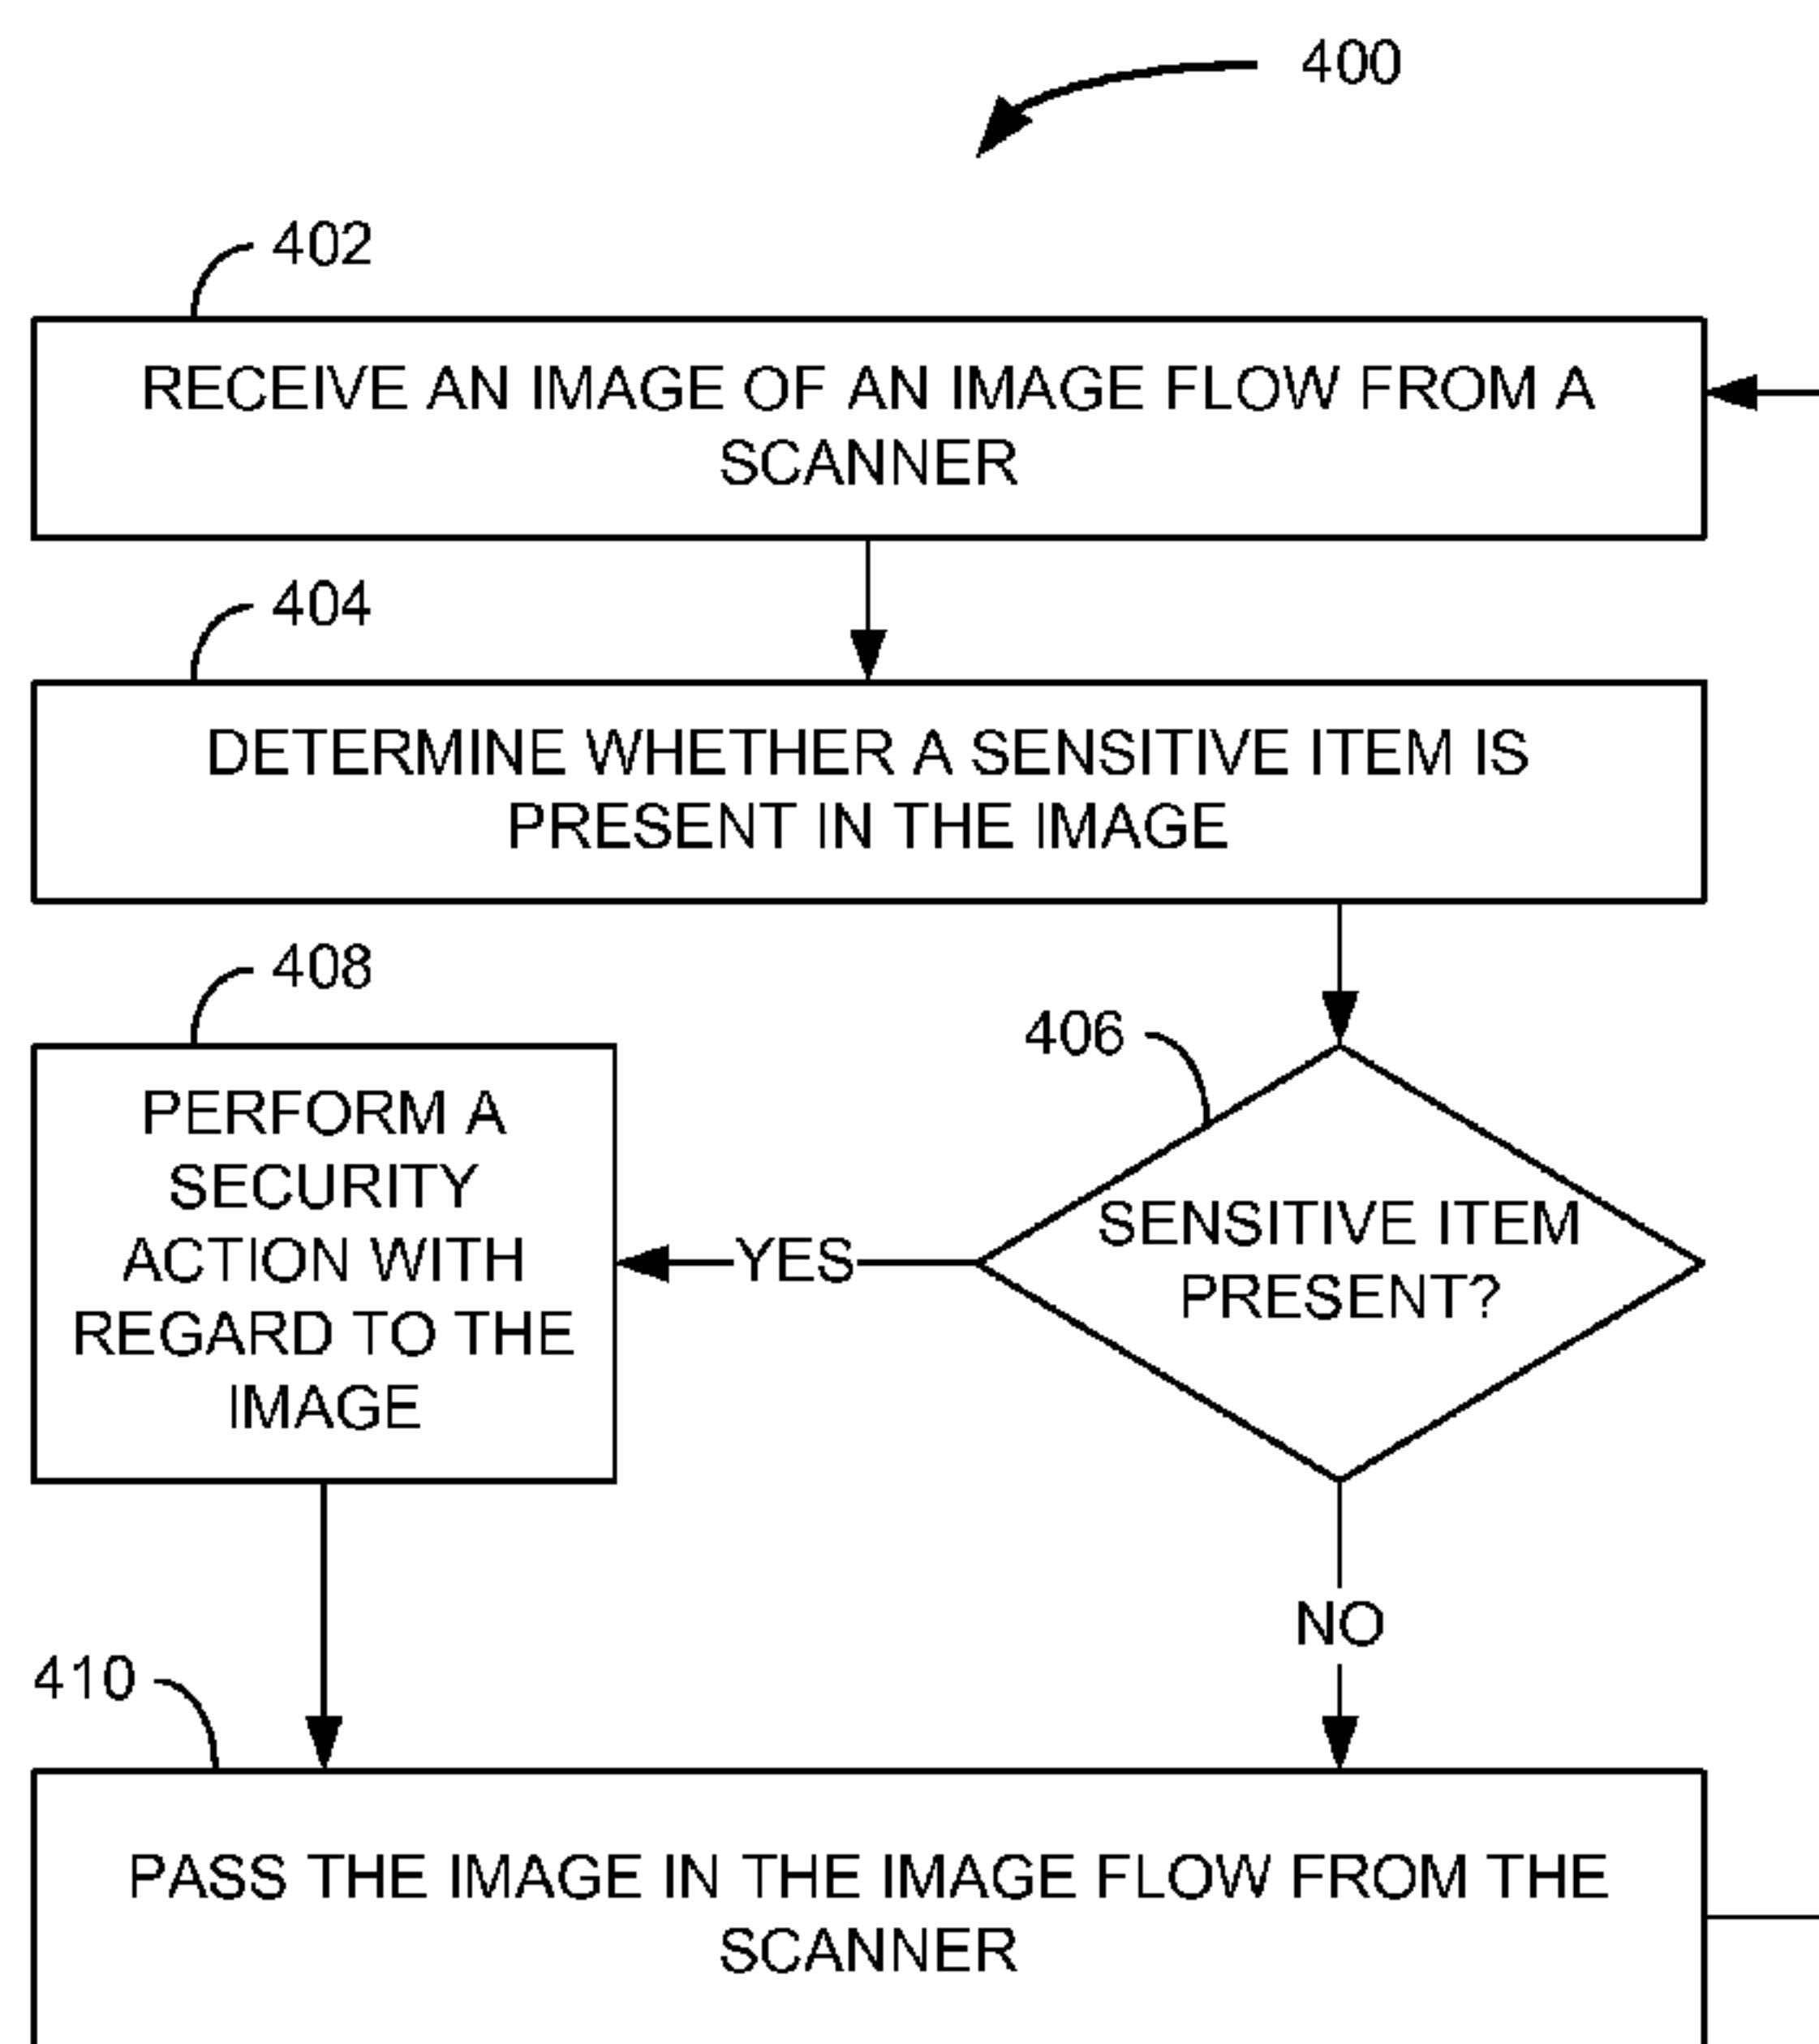 400
402
RECEIVE AN IMAGE OF AN IMAGE FLOW FROM A
SCANNER
404
DETERMINE WHETHER A SENSITIVE ITEM IS
PRESENT IN THE IMAGE
408
PERFORM A
SECURITY
ACTION WITH
REGARD TO THE
IMAGE
406
SENSITIVE ITEM
PRESENT?
YES
NO
410
PASS THE IMAGE IN THE IMAGE FLOW FROM THE
SCANNER